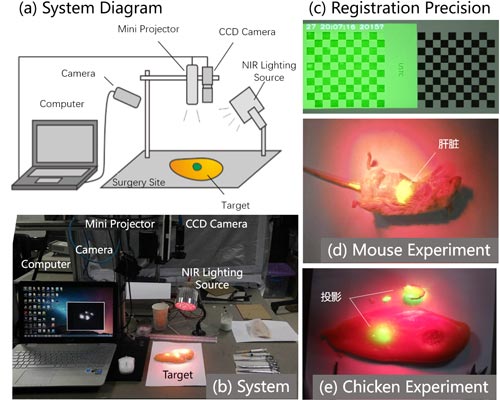 (a) System Diagram
Mini Projector
CCD Camera
NIR Lighting
Source
Camera
Computer
Surgery Site
Target
Mini Projector
CCD Camera
Camera
Computer
NIR Lighting
Source
Target
(b) System
(c) Registration Precision
27 20:07:16 2015?
肝脏
(d) Mouse Experiment
投影
(e) Chicken Experiment